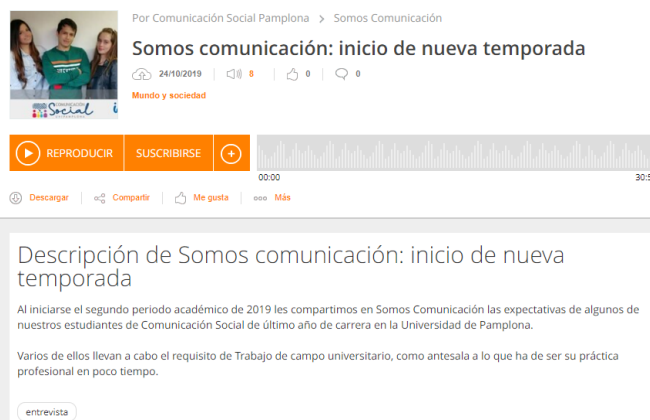 Por Comunicación Social Pamplona > Somos Comunicación
Somos comunicación: inicio de nueva temporada
24/10/2019 8 0 0
Mundo y sociedad
Social
REPRODUCIR SUSCRIBIRSE +
00:00
Descargar Compartir Me gusta Más
Descripción de Somos comunicación: inicio de nueva
temporada
Al iniciarse el segundo periodo académico de 2019 les compartimos en Somos Comunicación las expectativas de algunos de
nuestros estudiantes de Comunicación Social de último año de carrera en la Universidad de Pamplona.
Varios de ellos llevan a cabo el requisito de Trabajo de campo universitario, como antesala a lo que ha de ser su práctica
profesional en poco tiempo.
entrevista